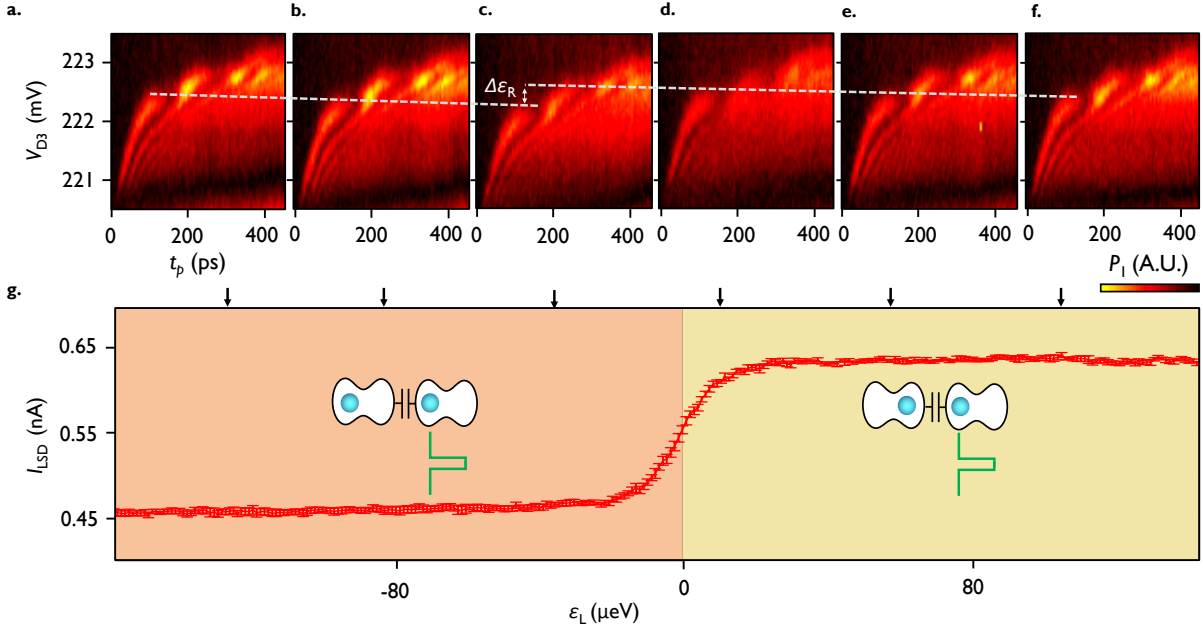 a. b. c. d. e. f.
V_D3 (mV)
223
222
221
Δε_R
0 200 400 0 200 400 0 200 400 0 200 400 0 200 400 0 200 400
t_p (ps)
P_I (A.U.)
g.
I_LSD (nA)
0.65
0.55
0.45
-80 0 80
ε_L (μeV)